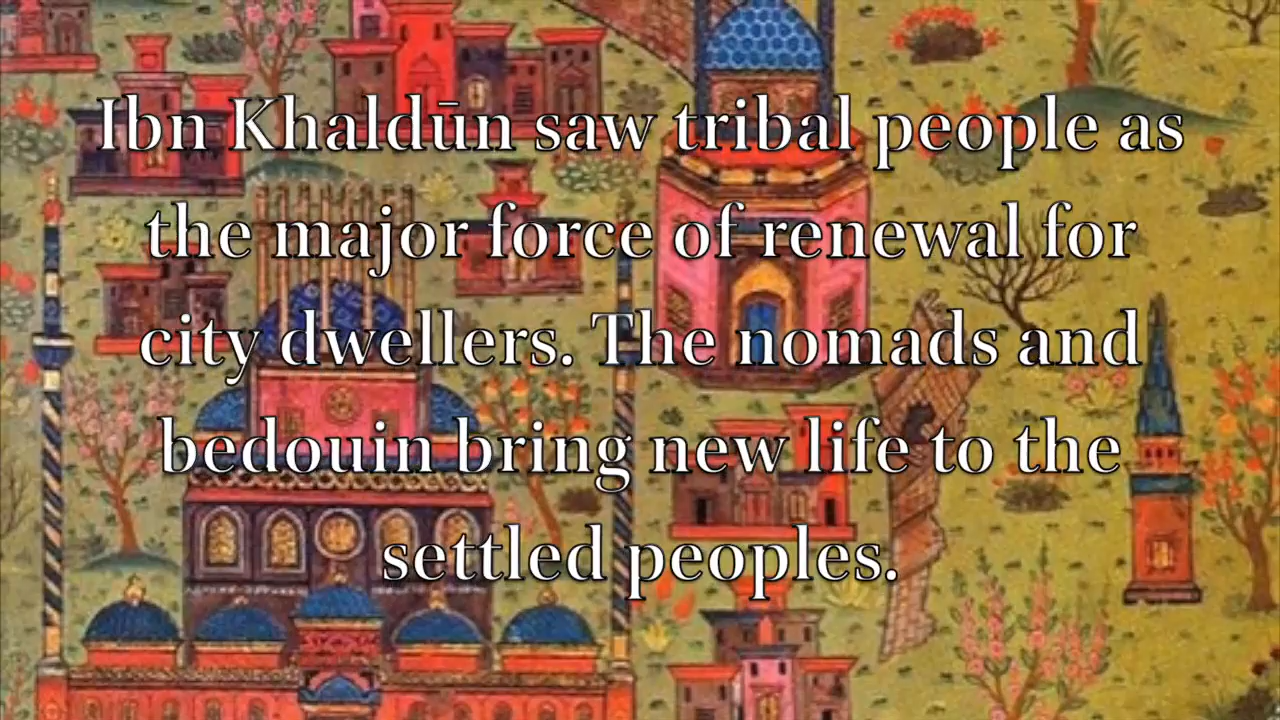 Ibn Khaldūn saw tribal people as
the major force of renewal for
city dwellers. The nomads and
bedouin bring new life to the
settled peoples.